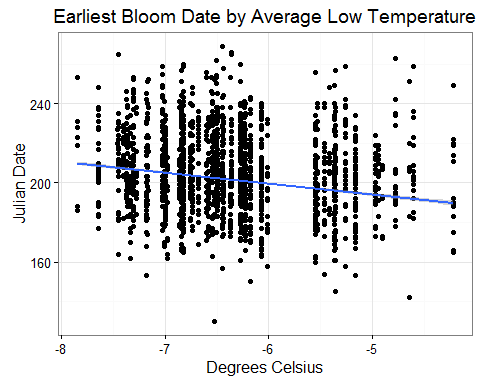 Earliest Bloom Date by Average Low Temperature
Julian Date
240
200
160
-8
-7
-6
-5
Degrees Celsius